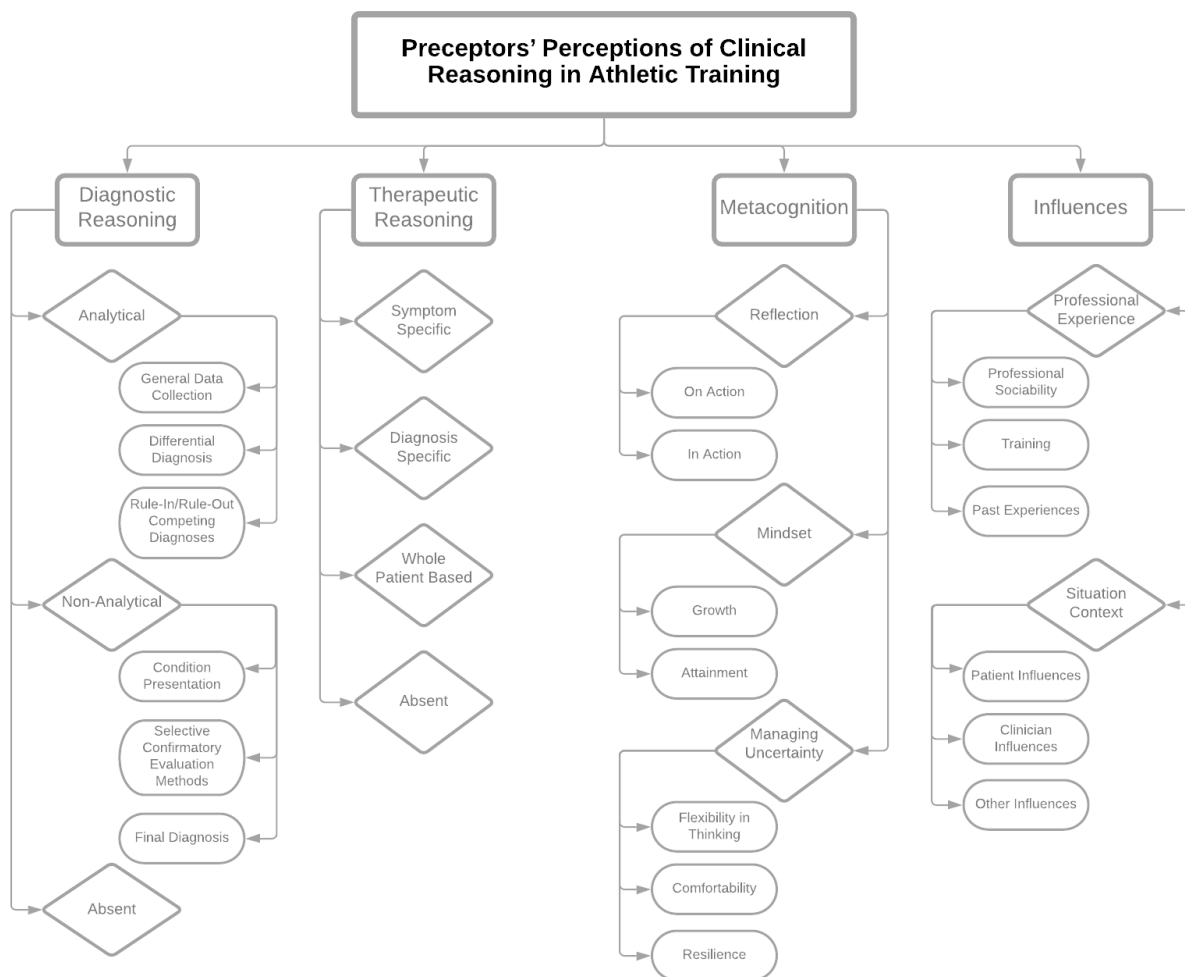 Preceptors' Perceptions of Clinical
Reasoning in Athletic Training
Diagnostic
Reasoning
Analytical
General Data
Collection
Differential
Diagnosis
Rule-In/Rule-Out
Competing
Diagnoses
Non-Analytical
Condition
Presentation
Selective
Confirmatory
Evaluation
Methods
Final Diagnosis
Absent
Therapeutic
Reasoning
Symptom
Specific
Diagnosis
Specific
Whole
Patient Based
Absent
Metacognition
Reflection
On Action
In Action
Mindset
Growth
Attainment
Managing
Uncertainty
Flexibility in
Thinking
Comfortability
Resilience
Influences
Professional
Experience
Professional
Sociability
Training
Past Experiences
Situation
Context
Patient Influences
Clinician
Influences
Other Influences